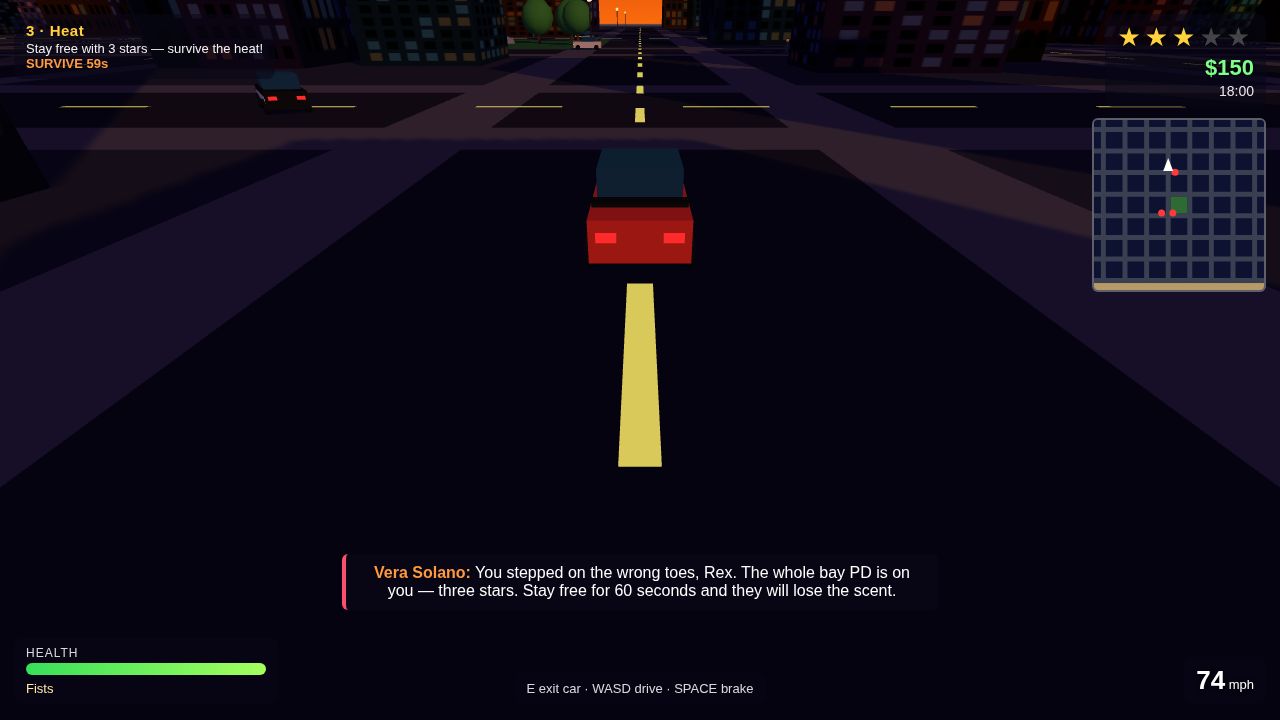 3 · Heat
Stay free with 3 stars — survive the heat!
SURVIVE 59s
$150
18:00
Vera Solano: You stepped on the wrong toes, Rex. The whole bay PD is on
you — three stars. Stay free for 60 seconds and they will lose the scent.
HEALTH
Fists
E exit car · WASD drive · SPACE brake
74 mph